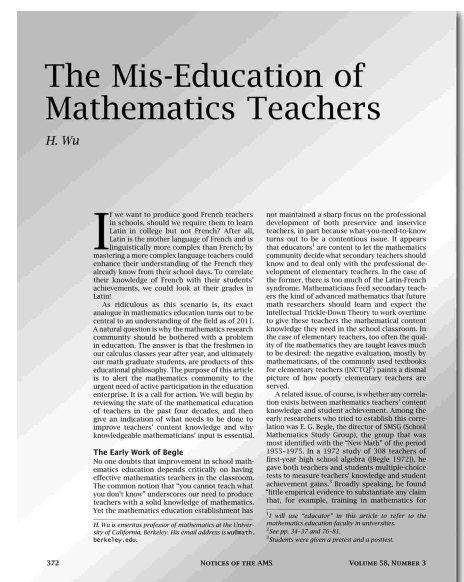 The Mis-Education of
Mathematics Teachers
H. Wu
If we want to produce good French teachers
in schools, should we require them to learn
Latin in college but not French? After all,
Latin is the mother language of French and is
linguistically more complex than French; by
mastering a more complex language teachers could
enhance their understanding of the French they
already know from their school days. To correlate
their knowledge of French with their students'
achievements, we could look at their grades in
Latin!
As ridiculous as this scenario is, its exact
analogue in mathematics education turns out to be
central to an understanding of the field as of 2011.
A natural question is why the mathematics research
community should be bothered with a problem
in education. The answer is that the freshmen in
our calculus classes year after year, and ultimately
our math graduate students, are products of this
educational philosophy. The purpose of this article
is to alert the mathematics community to the
urgent need of active participation in the education
enterprise. It is a call for action. We will begin by
reviewing the state of the mathematical education
of teachers in the past four decades, and then
give an indication of what needs to be done to
improve teachers' content knowledge and why
knowledgeable mathematicians' input is essential.
The Early Work of Begle
No one doubts that improvement in school math-
ematics education depends critically on having
effective mathematics teachers in the classroom.
The common notion that "you cannot teach what
you don't know" underscores our need to produce
teachers with a solid knowledge of mathematics.
Yet the mathematics education establishment has
H. Wu is emeritus professor of mathematics at the Univer-
sity of California, Berkeley. His email address is wu@math.
berkeley.edu.
not maintained a sharp focus on the professional
development of both preservice and inservice
teachers, in part because what-you-need-to-know
turns out to be a contentious issue. It appears
that educators¹ are content to let the mathematics
community decide what secondary teachers should
know and to deal only with the professional de-
velopment of elementary teachers. In the case of
the former, there is too much of the Latin-French
syndrome. Mathematicians feed secondary teach-
ers the kind of advanced mathematics that future
math researchers should learn and expect the
Intellectual Trickle-Down Theory to work overtime
to give these teachers the mathematical content
knowledge they need in the school classroom. In
the case of elementary teachers, too often the qual-
ity of the mathematics they are taught leaves much
to be desired: the negative evaluation, mostly by
mathematicians, of the commonly used textbooks
for elementary teachers ([NCTQ]²) paints a dismal
picture of how poorly elementary teachers are
served.
A related issue, of course, is whether any correla-
tion exists between mathematics teachers' content
knowledge and student achievement. Among the
early researchers who tried to establish this corre-
lation was E. G. Begle, the director of SMSG (School
Mathematics Study Group), the group that was
most identified with the "New Math" of the period
1955–1975. In a 1972 study of 308 teachers of
first-year high school algebra ([Begle 1972]), he
gave both teachers and students multiple-choice
tests to measure teachers' knowledge and student
achievement gains.³ Broadly speaking, he found
"little empirical evidence to substantiate any claim
that, for example, training in mathematics for
¹I will use "educator" in this article to refer to the
mathematics education faculty in universities.
²See pp. 34–37 and 76–81.
³Students were given a pretest and a posttest.
372
NOTICES OF THE AMS
VOLUME 58, NUMBER 3